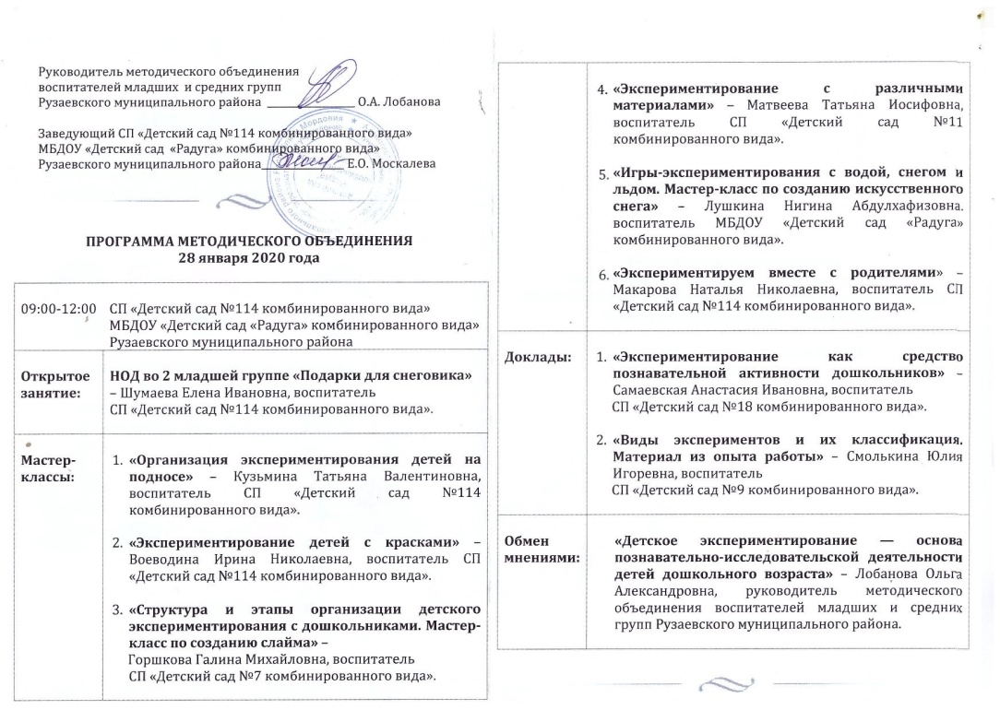 Руководитель методического объединения
воспитателей младших и средних групп
Рузаевского муниципального района ______________ О.А. Лобанова
Заведующий СП «Детский сад №114 комбинированного вида»
МБДОУ «Детский сад «Радуга» комбинированного вида»
Рузаевского муниципального района______________ Е.О. Москалева
ПРОГРАММА МЕТОДИЧЕСКОГО ОБЪЕДИНЕНИЯ
28 января 2020 года
09:00-12:00 СП «Детский сад №114 комбинированного вида»
МБДОУ «Детский сад «Радуга» комбинированного вида»
Рузаевского муниципального района
Открытое НОД во 2 младшей группе «Подарки для снеговика»
занятие: – Шумаева Елена Ивановна, воспитатель
СП «Детский сад №114 комбинированного вида».
Мастер- 1. «Организация экспериментирования детей на
классы: подносе» – Кузьмина Татьяна Валентиновна,
воспитатель СП «Детский сад №114
комбинированного вида».
2. «Экспериментирование детей с красками» –
Воеводина Ирина Николаевна, воспитатель СП
«Детский сад №114 комбинированного вида».
3. «Структура и этапы организации детского
экспериментирования с дошкольниками. Мастер-
класс по созданию слайма» –
Горшкова Галина Михайловна, воспитатель
СП «Детский сад №7 комбинированного вида».
4. «Экспериментирование с различными
материалами» – Матвеева Татьяна Иосифовна,
воспитатель СП «Детский сад №11
комбинированного вида».
5. «Игры-экспериментирования с водой, снегом и
льдом. Мастер-класс по созданию искусственного
снега» – Лушкина Нигина Абдулхафизовна.
воспитатель МБДОУ «Детский сад «Радуга»
комбинированного вида».
6. «Экспериментируем вместе с родителями» –
Макарова Наталья Николаевна, воспитатель СП
«Детский сад №114 комбинированного вида».
Доклады: 1. «Экспериментирование как средство
познавательной активности дошкольников» –
Самаевская Анастасия Ивановна, воспитатель
СП «Детский сад №18 комбинированного вида».
2. «Виды экспериментов и их классификация.
Материал из опыта работы» – Смолькина Юлия
Игоревна, воспитатель
СП «Детский сад №9 комбинированного вида».
Обмен «Детское экспериментирование — основа
мнениями: познавательно-исследовательской деятельности
детей дошкольного возраста» – Лобанова Ольга
Александровна, руководитель методического
объединения воспитателей младших и средних
групп Рузаевского муниципального района.